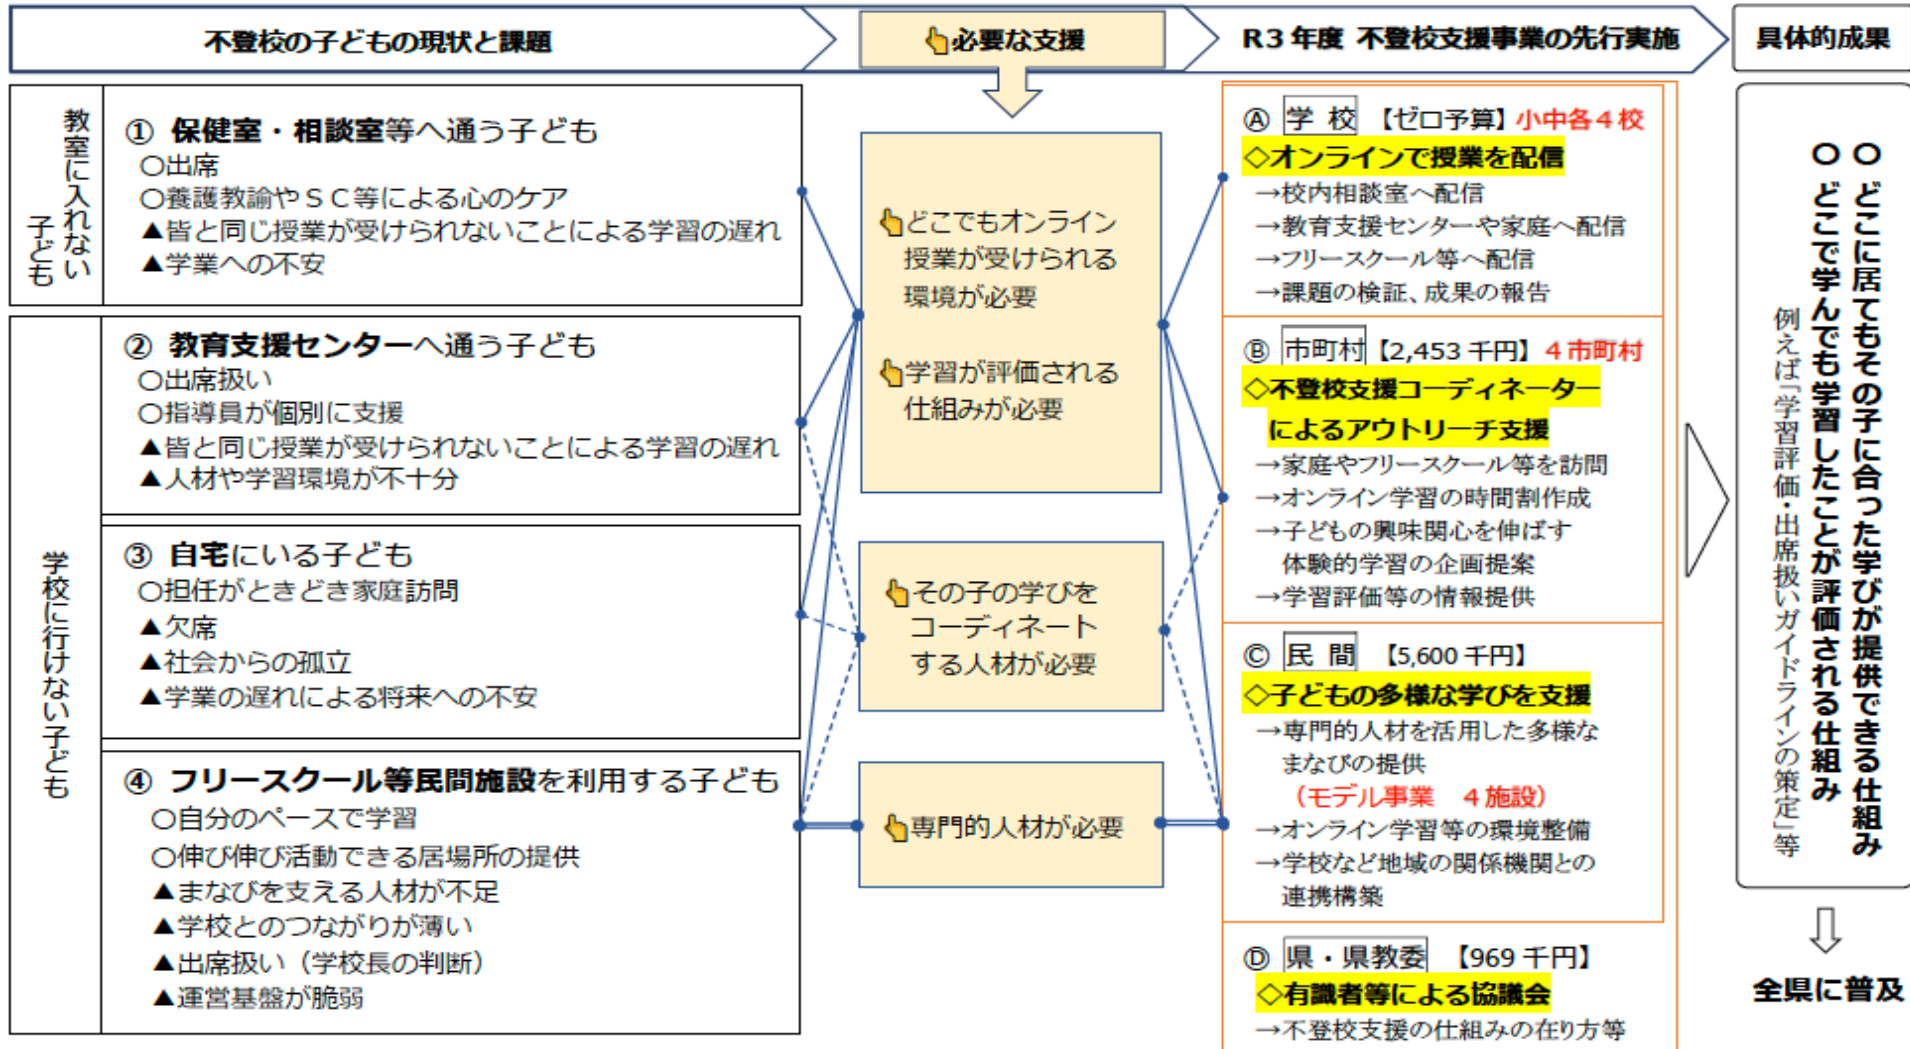 不登校の子どもの現状と課題
必要な支援
R3年度 不登校支援事業の先行実施
具体的成果
教室に入れない
子ども
① 保健室・相談室等へ通う子ども
○出席
○養護教諭やSC等による心のケア
▲皆と同じ授業が受けられないことによる学習の遅れ
▲学業への不安
学校に行けない子ども
② 教育支援センターへ通う子ども
○出席扱い
○指導員が個別に支援
▲皆と同じ授業が受けられないことによる学習の遅れ
▲人材や学習環境が不十分
③ 自宅にいる子ども
○担任がときどき家庭訪問
▲欠席
▲社会からの孤立
▲学業の遅れによる将来への不安
④ フリースクール等民間施設を利用する子ども
○自分のペースで学習
○伸び伸び活動できる居場所の提供
▲まなびを支える人材が不足
▲学校とのつながりが薄い
▲出席扱い（学校長の判断）
▲運営基盤が脆弱
どこでもオンライン
授業が受けられる
環境が必要
学習が評価される
仕組みが必要
その子の学びを
コーディネート
する人材が必要
専門的人材が必要
Ⓐ 学 校 【ゼロ予算】小中各４校
◇オンラインで授業を配信
→校内相談室へ配信
→教育支援センターや家庭へ配信
→フリースクール等へ配信
→課題の検証、成果の報告
Ⓑ 市町村【2,453千円】４市町村
◇不登校支援コーディネーター
によるアウトリーチ支援
→家庭やフリースクール等を訪問
→オンライン学習の時間割作成
→子どもの興味関心を伸ばす
体験的学習の企画提案
→学習評価等の情報提供
Ⓒ 民 間 【5,600千円】
◇子どもの多様な学びを支援
→専門的人材を活用した多様な
まなびの提供
（モデル事業　４施設）
→オンライン学習等の環境整備
→学校など地域の関係機関との
連携構築
Ⓓ 県・県教委 【969千円】
◇有識者等による協議会
→不登校支援の仕組みの在り方等
○ どこに居てもその子に合った学びが提供できる仕組み
○ どこで学んでも学習したことが評価される仕組み
例えば「学習評価・出席扱いガイドラインの策定」等
全県に普及